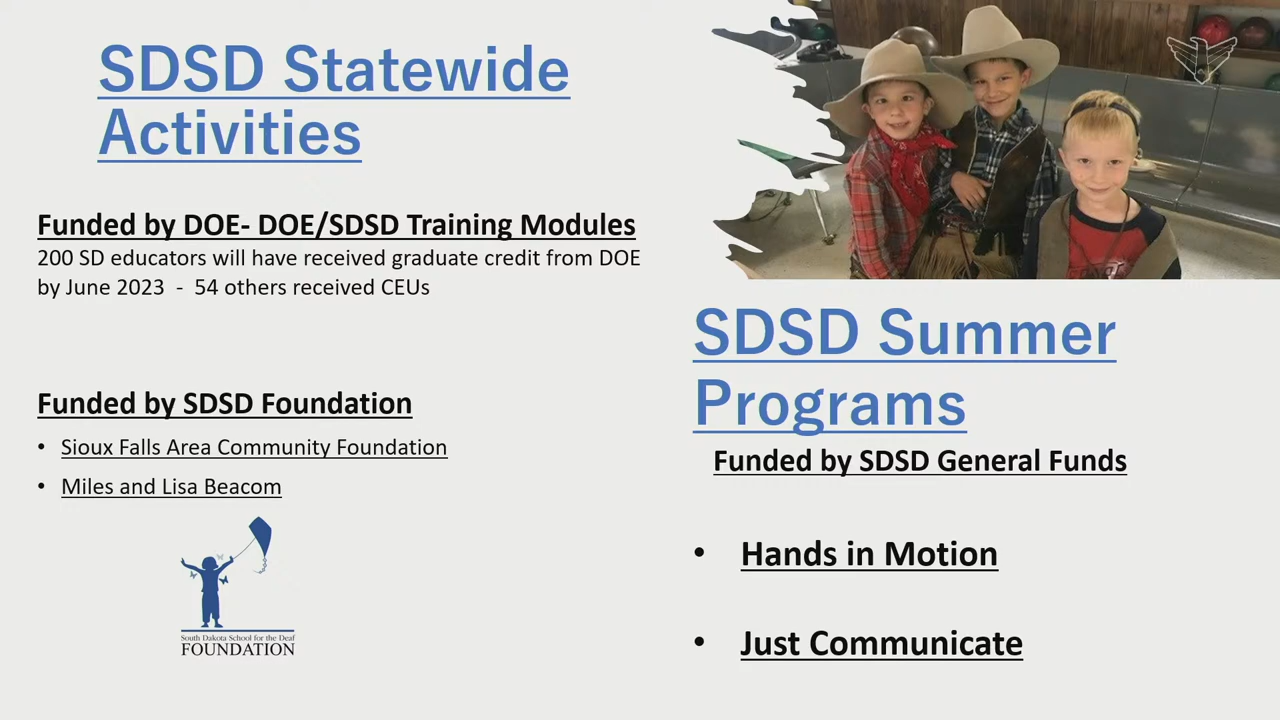 SDSD Statewide
Activities
Funded by DOE- DOE/SDSD Training Modules
200 SD educators will have received graduate credit from DOE
by June 2023 - 54 others received CEUs
Funded by SDSD Foundation
• Sioux Falls Area Community Foundation
• Miles and Lisa Beacom
South Dakota School for the Deaf
FOUNDATION
SDSD Summer
Programs
Funded by SDSD General Funds
• Hands in Motion
• Just Communicate